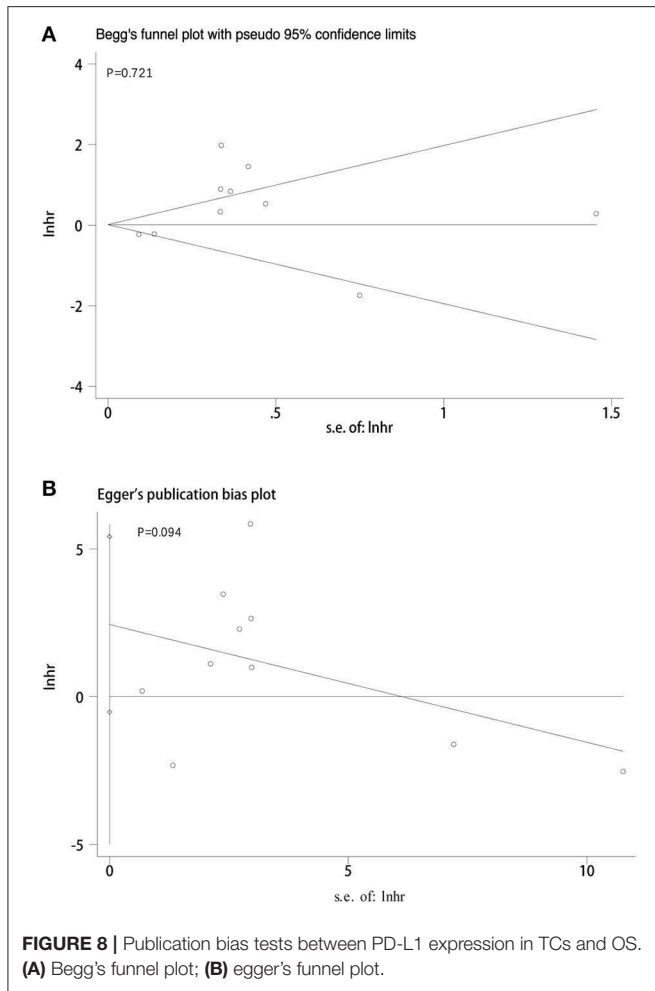 A
Begg's funnel plot with pseudo 95% confidence limits
P=0.721
4
2
0
-2
-4
lnhr
0 .5 1 1.5
s.e of: lnhr
B
Egger's publication bias plot
P=0.094
5
0
-5
lnhr
0 5 10
s.e. of: lnhr
FIGURE 8 | Publication bias tests between PD-L1 expression in TCs and OS.
(A) Begg's funnel plot; (B) egger's funnel plot.